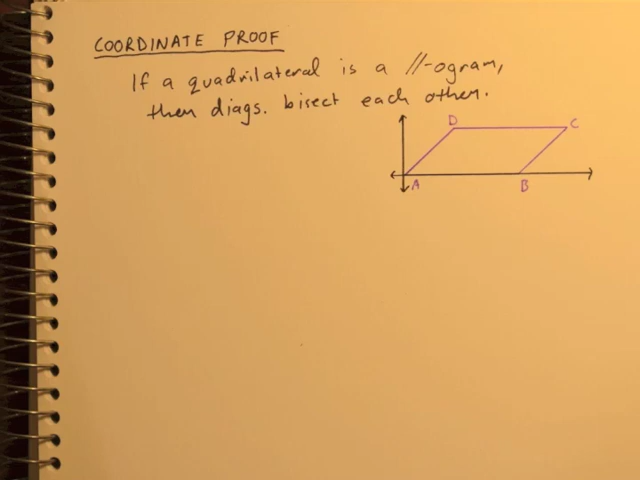 COORDINATE PROOF
If a quadrilateral is a //-ogram,
then diags. bisect each other.
D C
A B